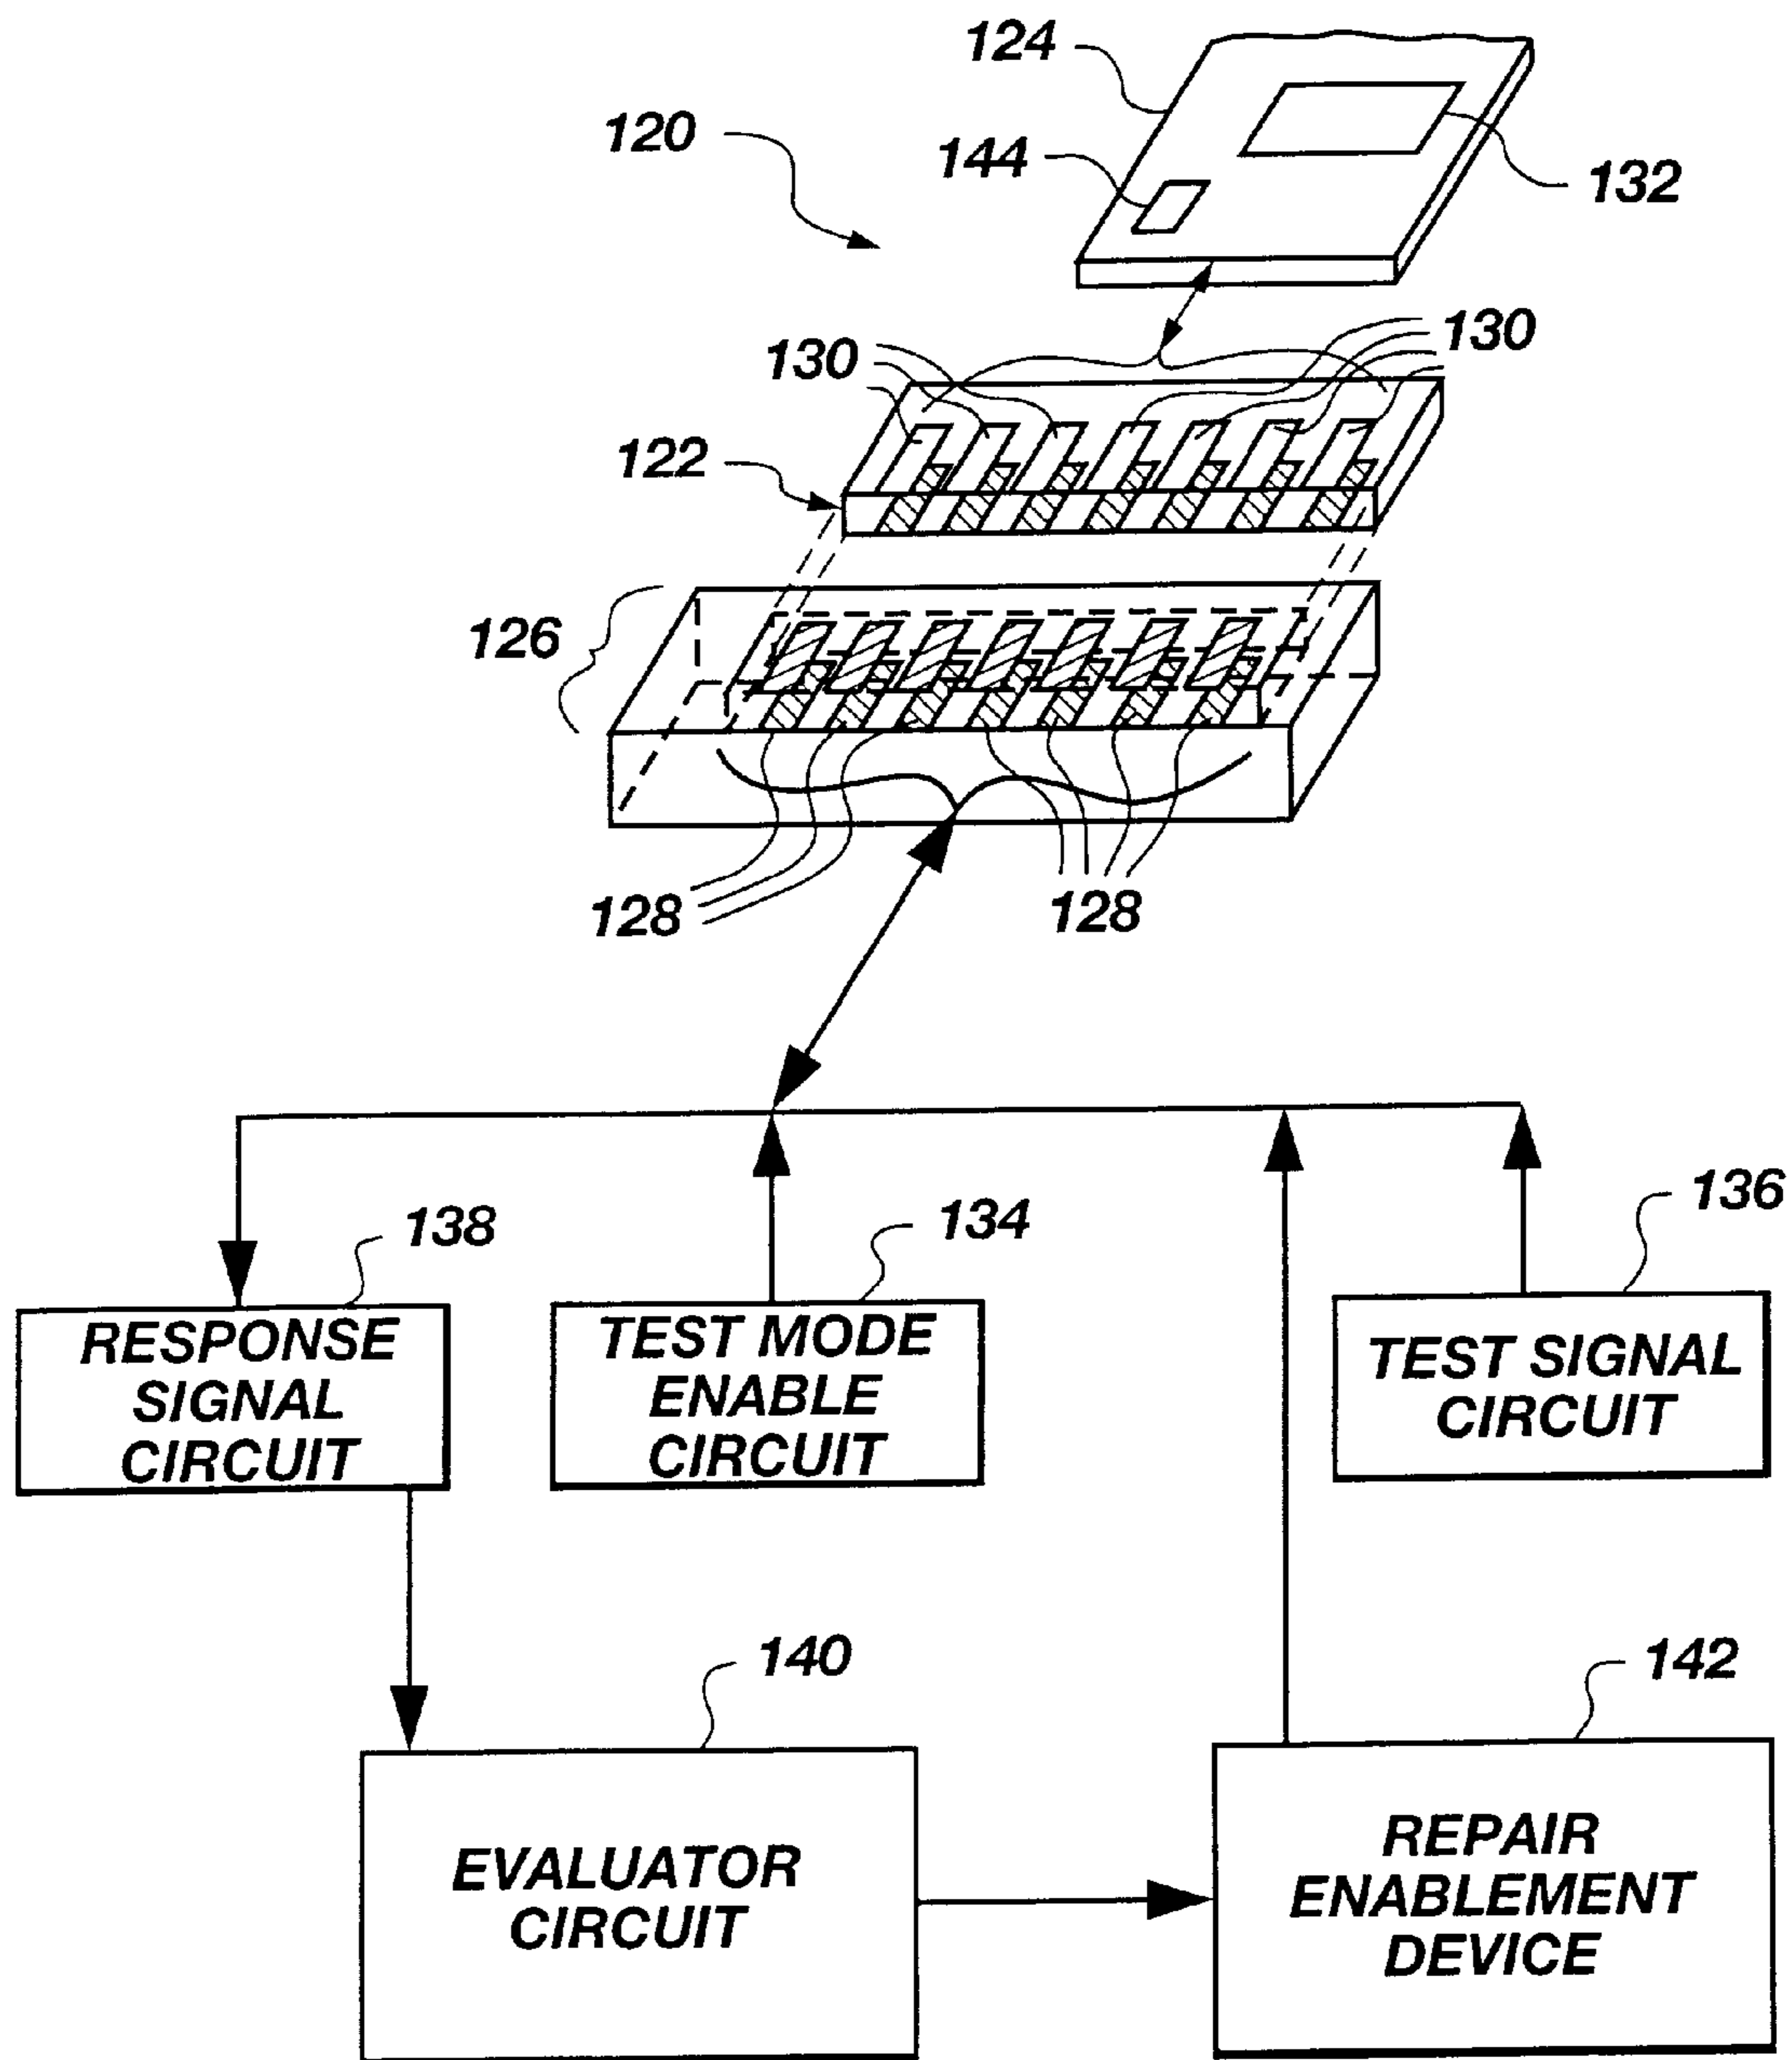 124
120
144
132
130
130
122
126
128
128
136
138
134
RESPONSE
SIGNAL
CIRCUIT
TEST MODE
ENABLE
CIRCUIT
TEST SIGNAL
CIRCUIT
140
142
EVALUATOR
CIRCUIT
REPAIR
ENABLEMENT
DEVICE